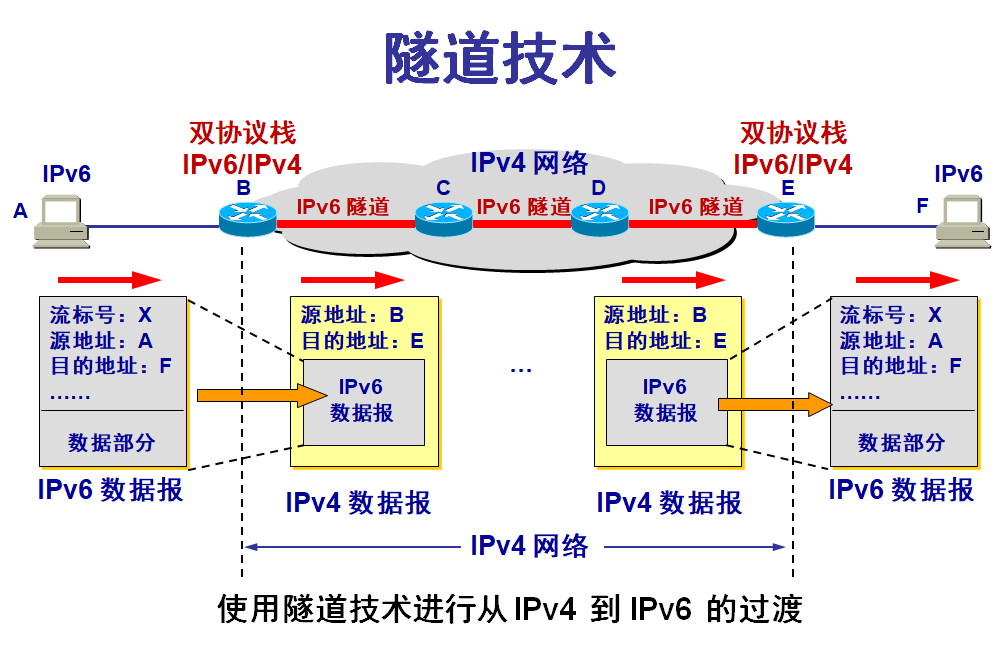 隧道技术
双协议栈
IPv6/IPv4
双协议栈
IPv6/IPv4
IPv4 网络
IPv6
IPv6
A
B
C
D
E
F
IPv6 隧道
IPv6 隧道
IPv6 隧道
流标号：X
源地址：A
目的地址：F
……
数据部分
IPv6 数据报
源地址：B
目的地址：E
IPv6
数据报
IPv4 数据报
…
源地址：B
目的地址：E
IPv6
数据报
IPv4 数据报
流标号：X
源地址：A
目的地址：F
……
数据部分
IPv6 数据报
IPv4 网络
使用隧道技术进行从 IPv4 到 IPv6 的过渡